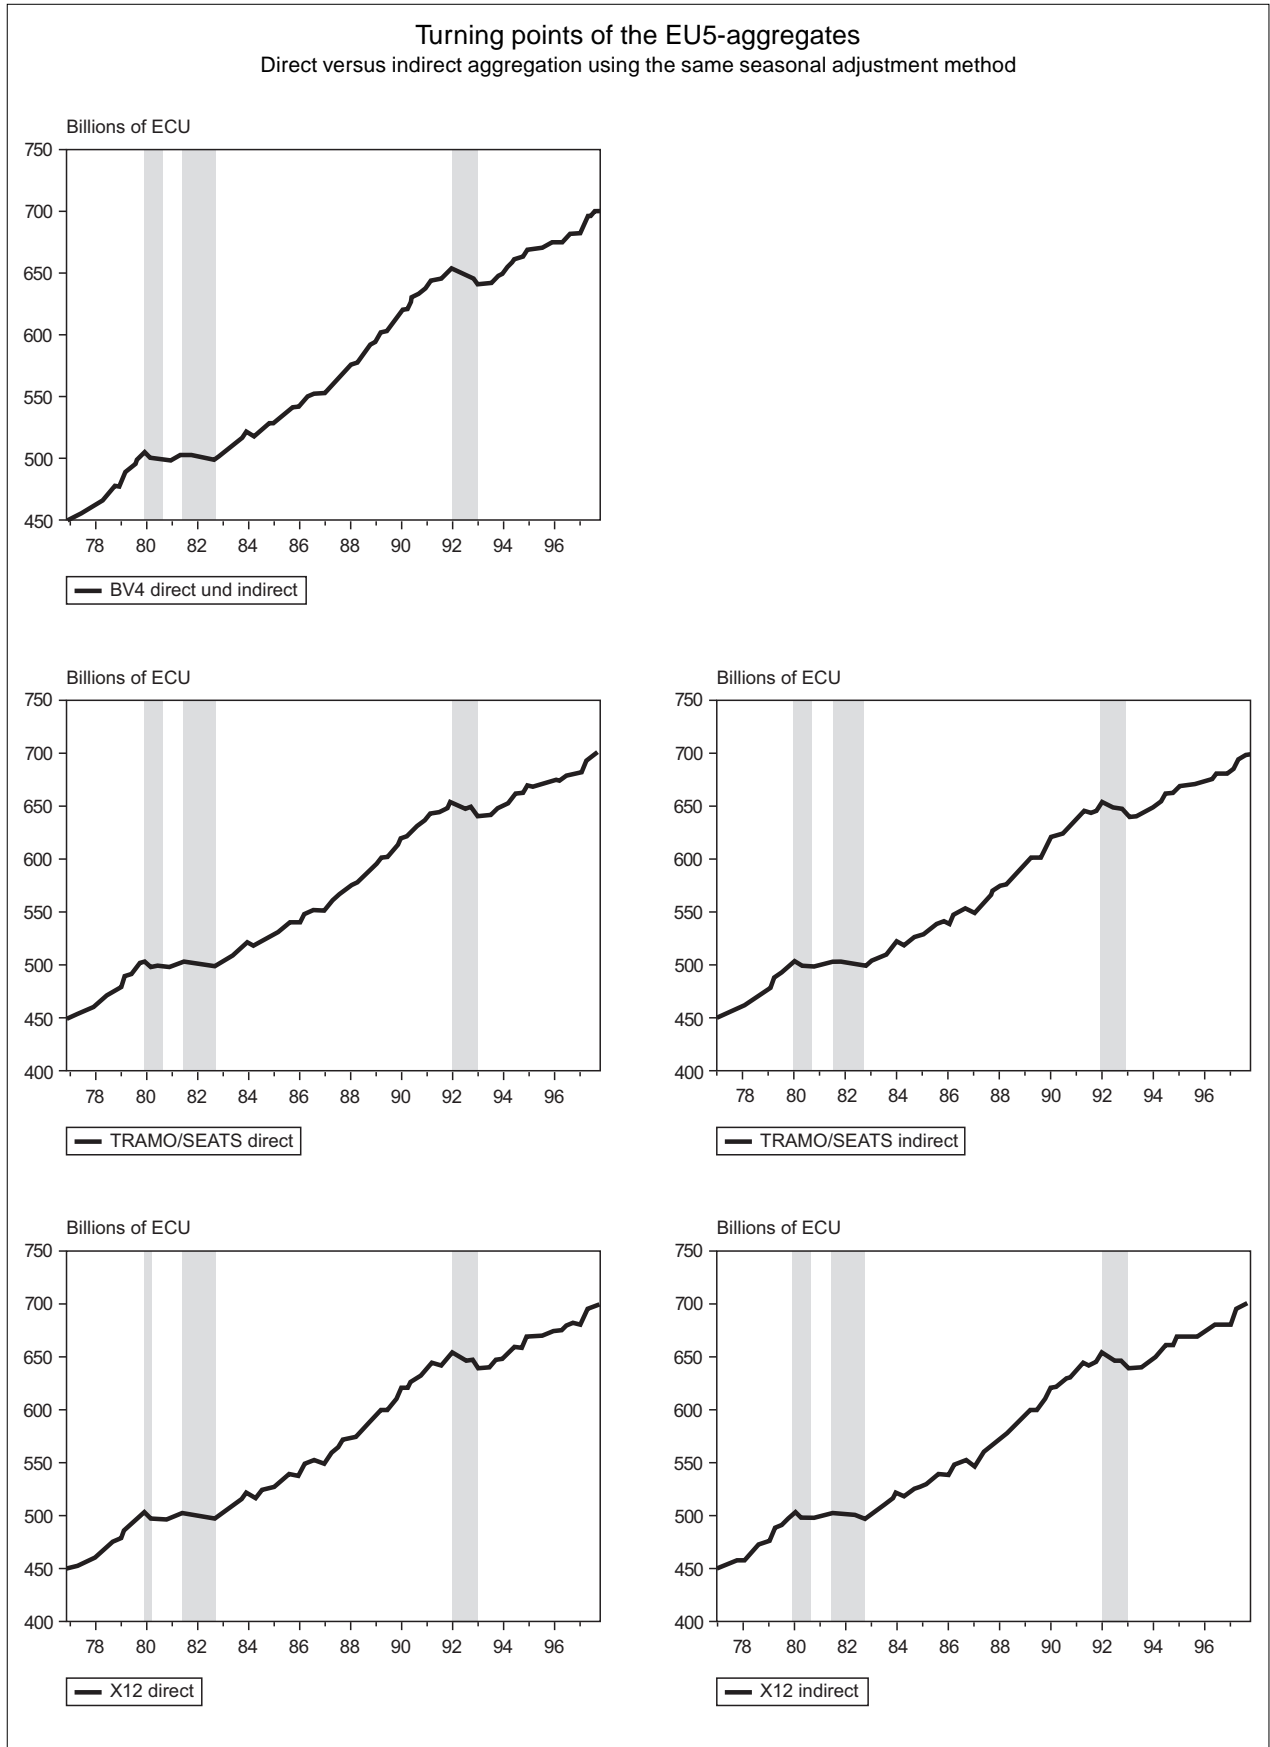 Turning points of the EU5-aggregates
Direct versus indirect aggregation using the same seasonal adjustment method
Billions of ECU
750
700
650
600
550
500
450
78 80 82 84 86 88 90 92 94 96
BV4 direct und indirect
Billions of ECU
750
700
650
600
550
500
450
400
78 80 82 84 86 88 90 92 94 96
TRAMO/SEATS direct
Billions of ECU
750
700
650
600
550
500
450
400
78 80 82 84 86 88 90 92 94 96
TRAMO/SEATS indirect
Billions of ECU
750
700
650
600
550
500
450
400
78 80 82 84 86 88 90 92 94 96
X12 direct
Billions of ECU
750
700
650
600
550
500
450
400
78 80 82 84 86 88 90 92 94 96
X12 indirect